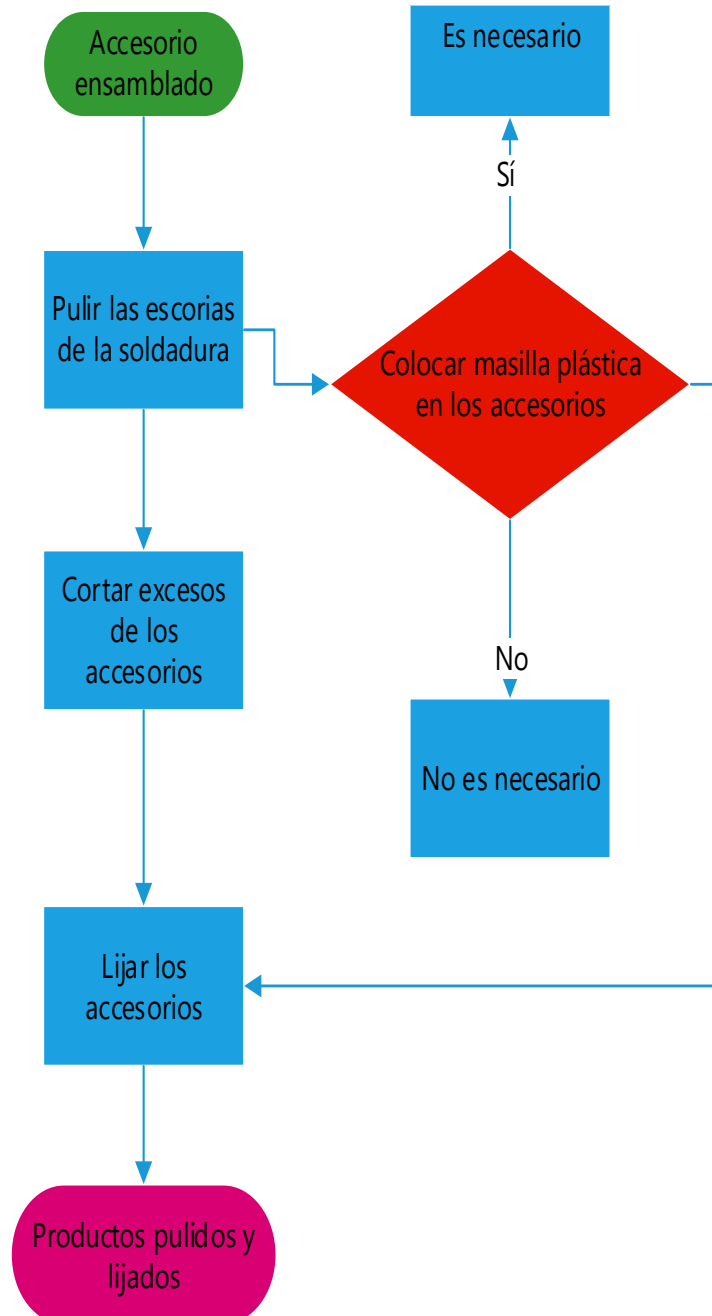 Accesorio
ensamblado
Es necesario
Sí
Pulir las escorias
de la soldadura
Colocar masilla plástica
en los accesorios
Cortar excesos
de los
accesorios
No
No es necesario
Lijar los
accesorios
Productos pulidos y
lijados